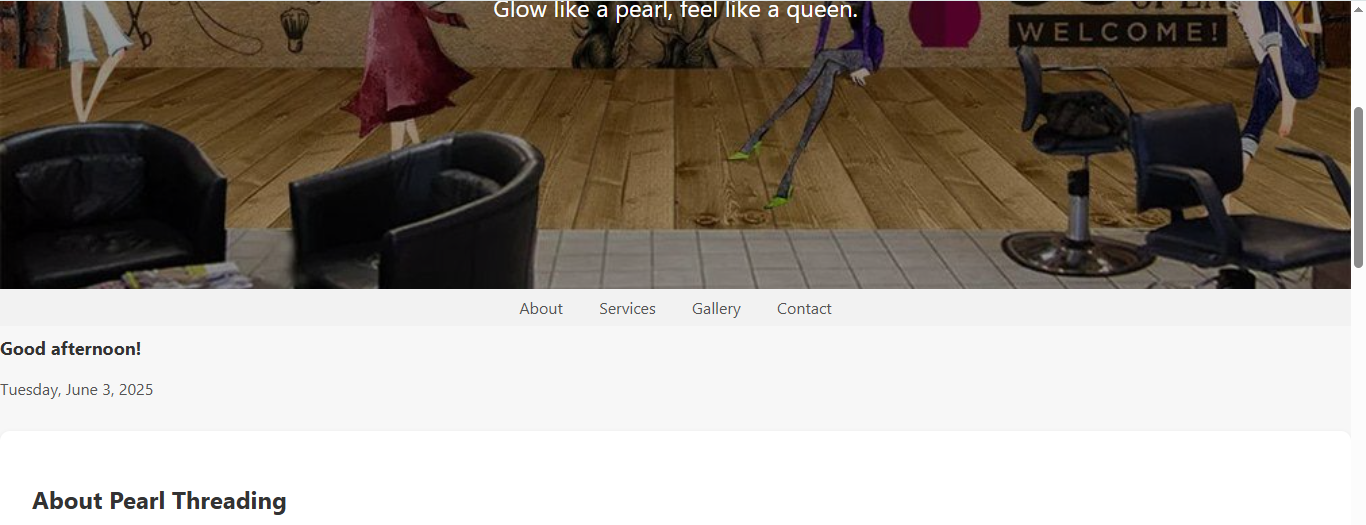 Glow like a pearl, feel like a queen.
WELCOME!
About Services Gallery Contact
Good afternoon!
Tuesday, June 3, 2025
About Pearl Threading